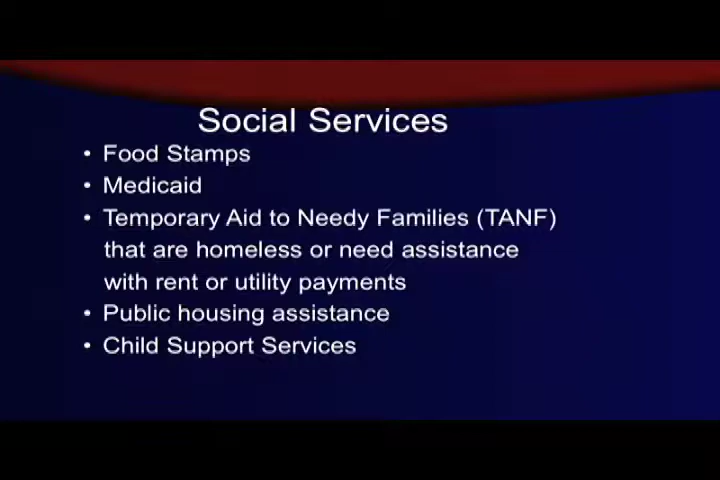 Social Services
• Food Stamps
• Medicaid
• Temporary Aid to Needy Families (TANF)
that are homeless or need assistance
with rent or utility payments
• Public housing assistance
• Child Support Services